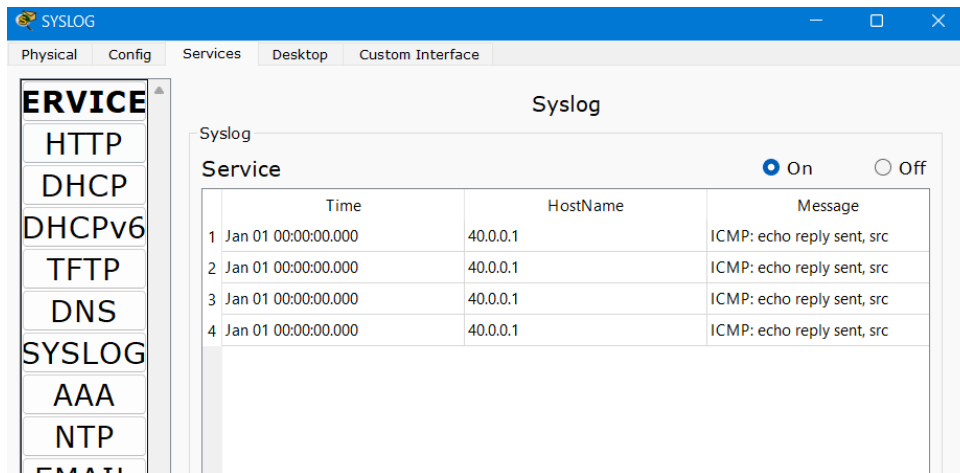 SYSLOG
Physical Config Services Desktop Custom Interface
ERVICE
HTTP
DHCP
DHCPv6
TFTP
DNS
SYSLOG
AAA
NTP
EMAIL
Syslog
Syslog
Service On Off
Time HostName Message
1 Jan 01 00:00:00.000 40.0.0.1 ICMP: echo reply sent, src
2 Jan 01 00:00:00.000 40.0.0.1 ICMP: echo reply sent, src
3 Jan 01 00:00:00.000 40.0.0.1 ICMP: echo reply sent, src
4 Jan 01 00:00:00.000 40.0.0.1 ICMP: echo reply sent, src